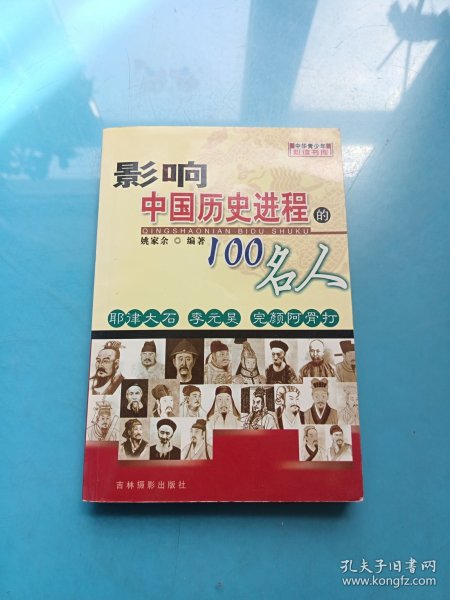 中华青少年
必读书库
影响
中国历史进程的
QINGSHAONIAN BIDU SHUKU
姚家余 ◎ 编著
100名人
耶律大石 李元昊 完颜阿骨打
吉林摄影出版社
孔夫子旧书网
www.kongfz.com